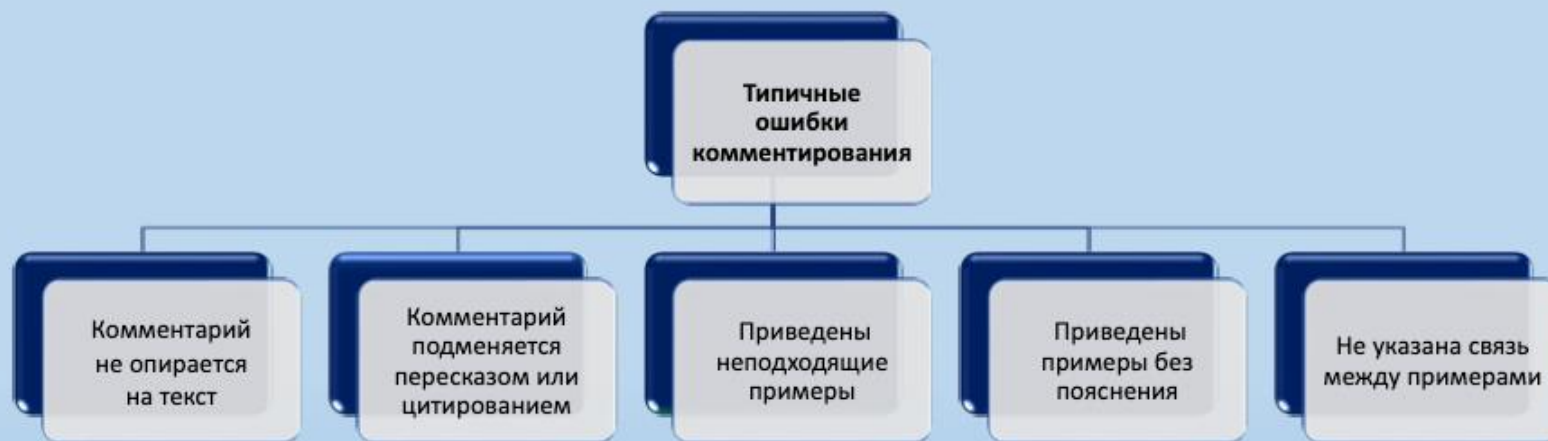 Типичные
ошибки
комментирования
Комментарий
не опирается
на текст
Комментарий
подменяется
пересказом или
цитированием
Приведены
неподходящие
примеры
Приведены
примеры без
пояснения
Не указана связь
между примерами